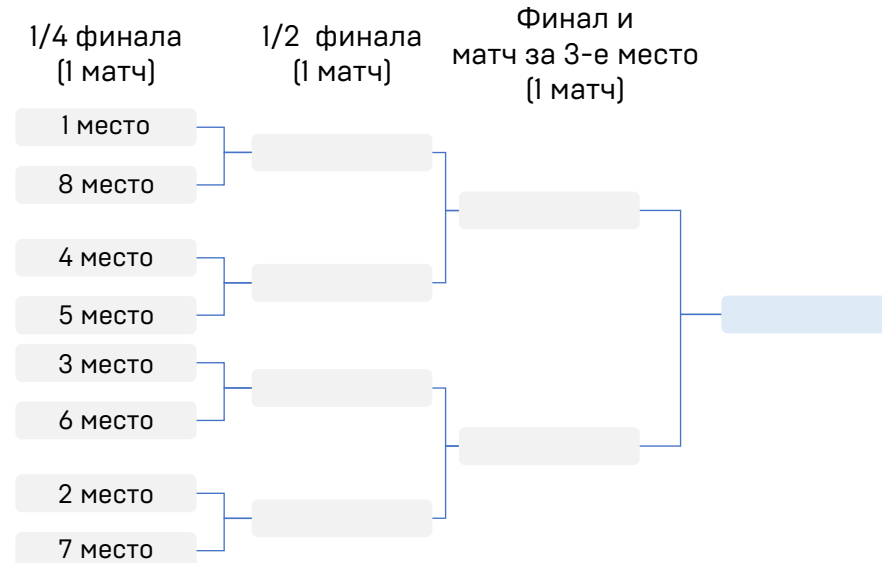 1/4 финала
(1 матч)
1/2 финала
(1 матч)
Финал и
матч за 3-е место
(1 матч)
1 место
8 место
4 место
5 место
3 место
6 место
2 место
7 место